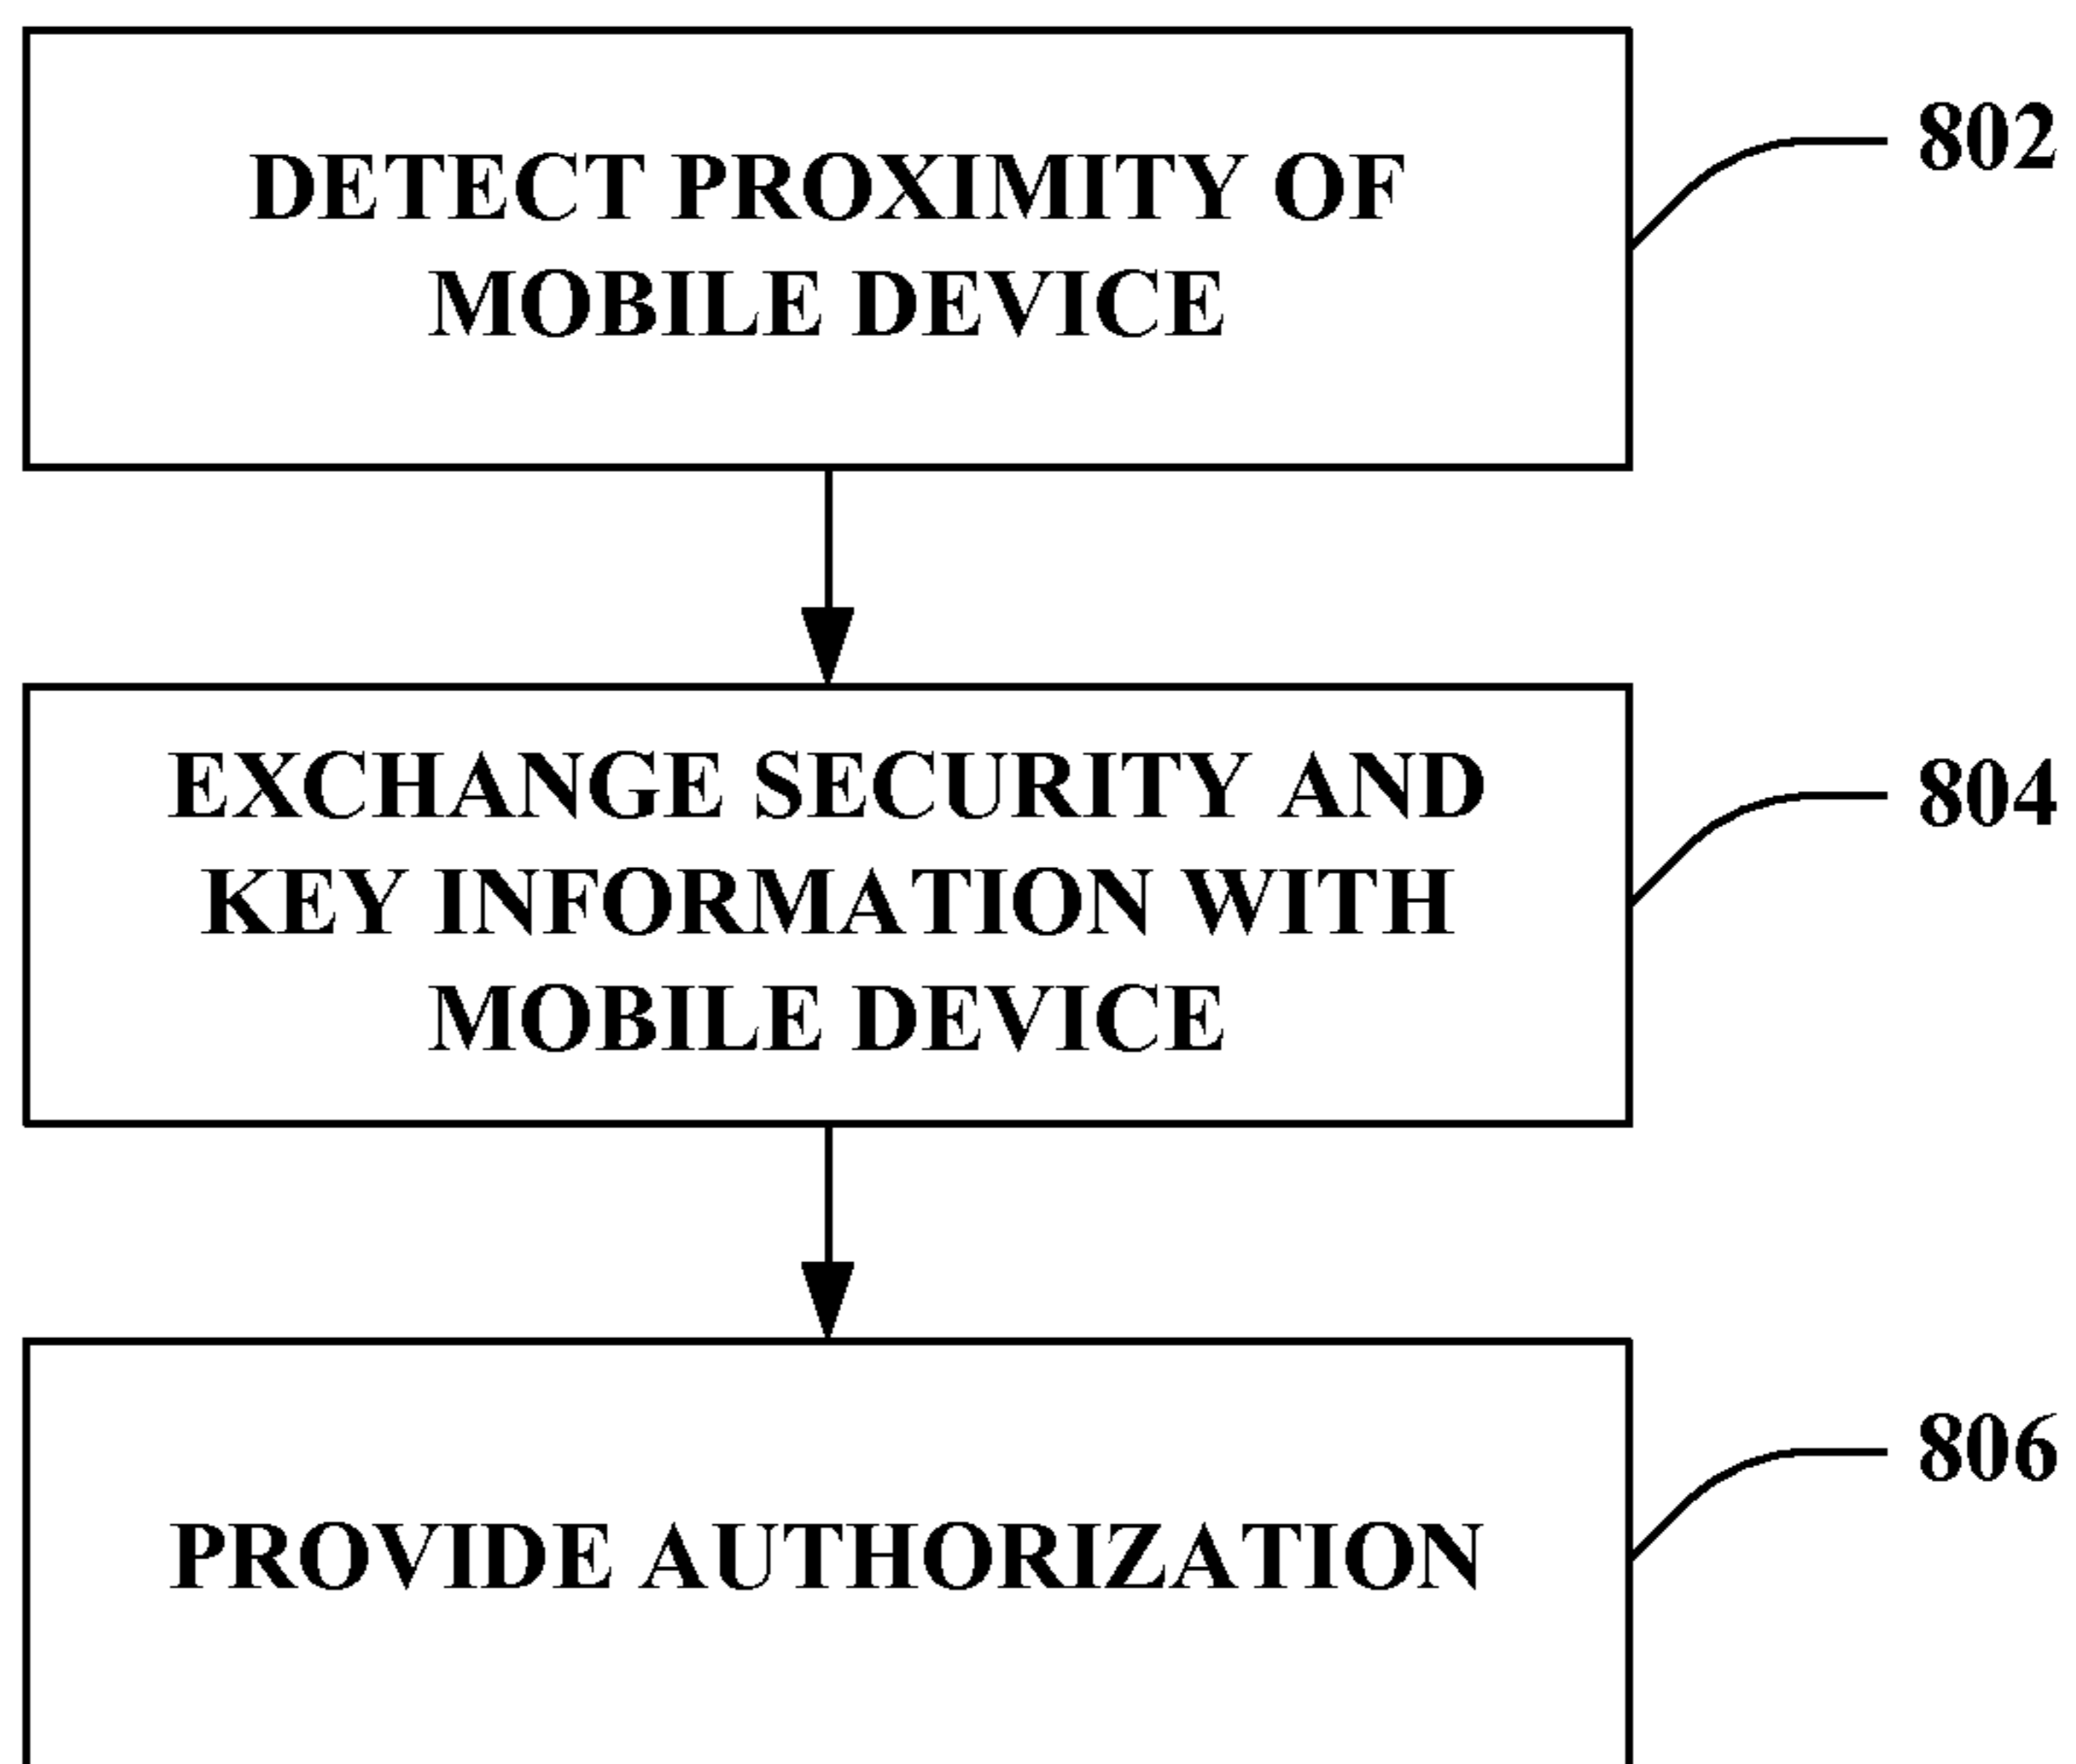 DETECT PROXIMITY OF
MOBILE DEVICE
802
EXCHANGE SECURITY AND
KEY INFORMATION WITH
MOBILE DEVICE
804
PROVIDE AUTHORIZATION
806